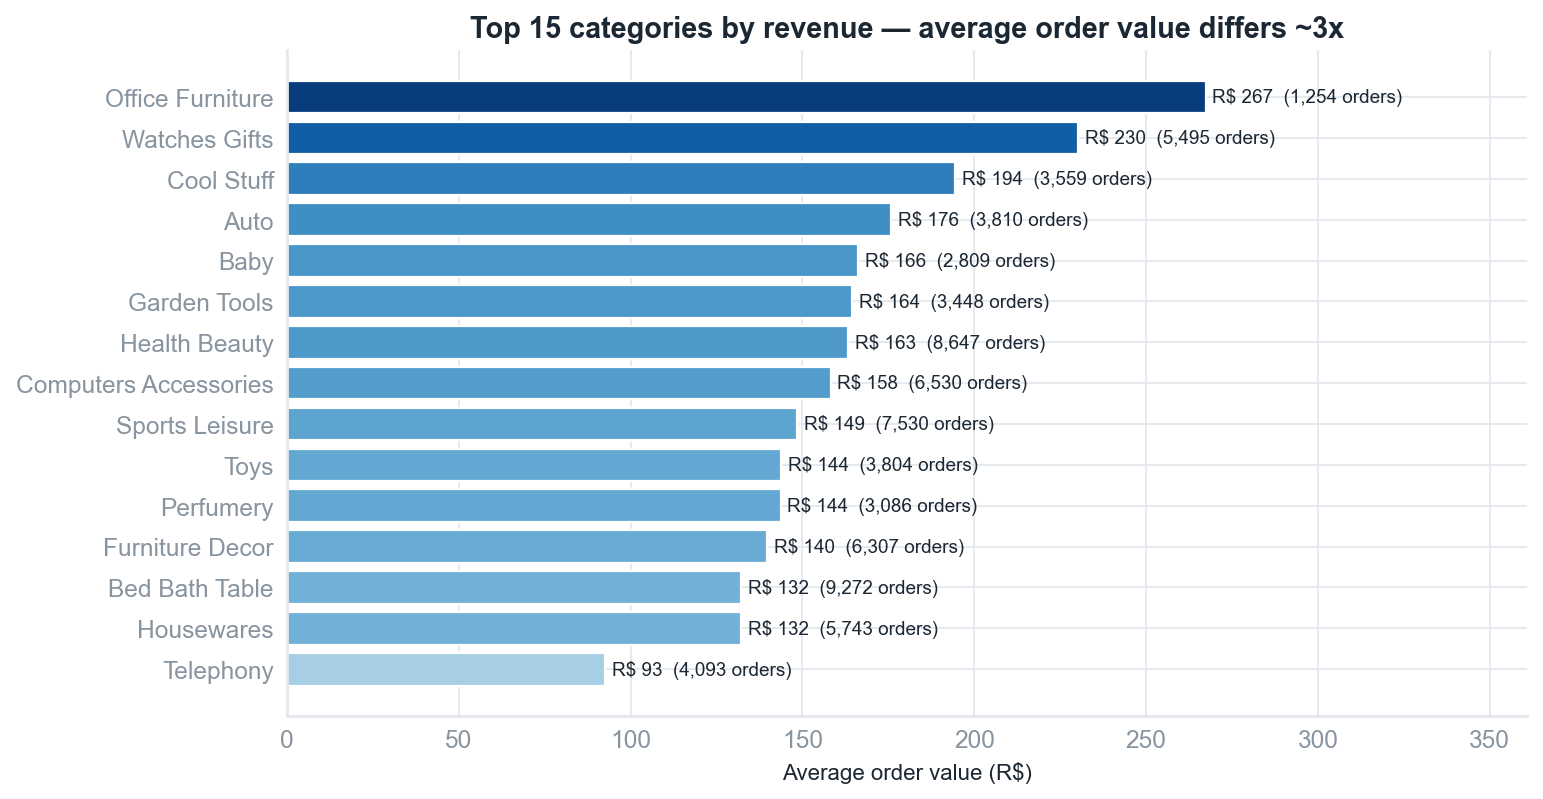 Top 15 categories by revenue — average order value differs ~3x
Office Furniture R$ 267 (1,254 orders)
Watches Gifts R$ 230 (5,495 orders)
Cool Stuff R$ 194 (3,559 orders)
Auto R$ 176 (3,810 orders)
Baby R$ 166 (2,809 orders)
Garden Tools R$ 164 (3,448 orders)
Health Beauty R$ 163 (8,647 orders)
Computers Accessories R$ 158 (6,530 orders)
Sports Leisure R$ 149 (7,530 orders)
Toys R$ 144 (3,804 orders)
Perfumery R$ 144 (3,086 orders)
Furniture Decor R$ 140 (6,307 orders)
Bed Bath Table R$ 132 (9,272 orders)
Housewares R$ 132 (5,743 orders)
Telephony R$ 93 (4,093 orders)
0 50 100 150 200 250 300 350
Average order value (R$)